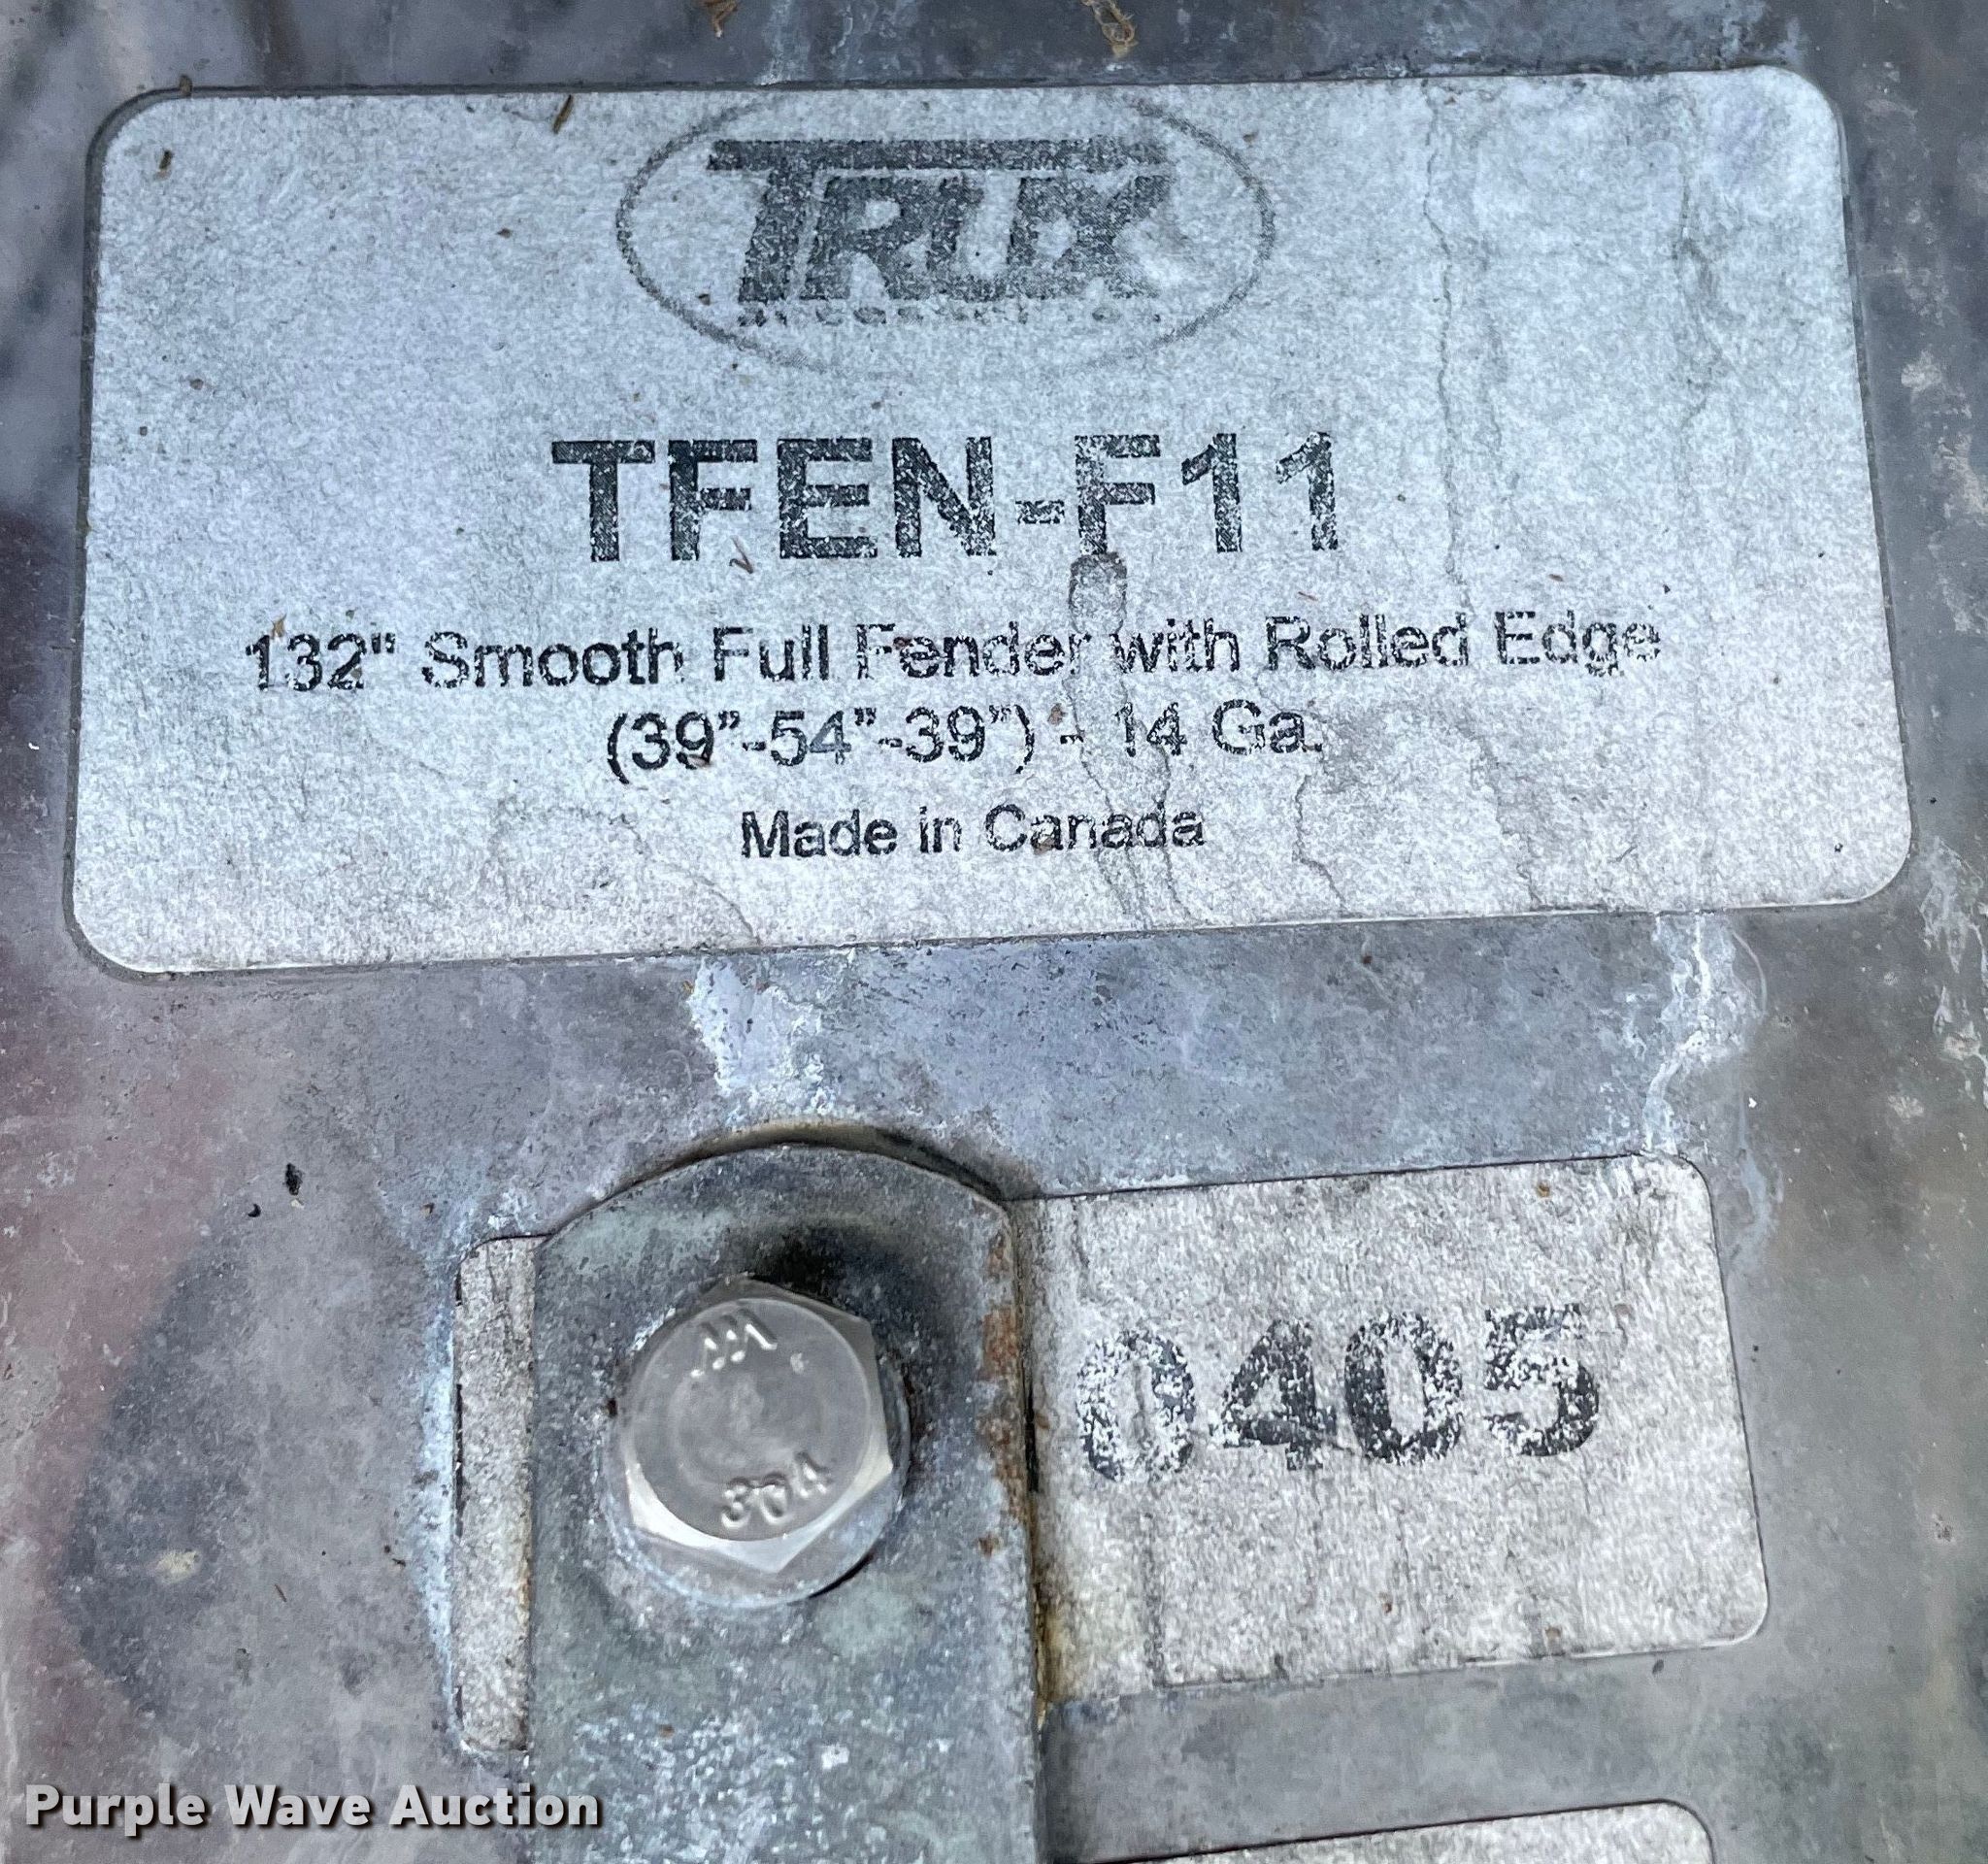 TRUX
ACCESSORIES
TFEN-F11
132" Smooth Full Fender with Rolled Edge
(39”-54”-39”) - 14 Ga.
Made in Canada
0405
304
Purple Wave Auction